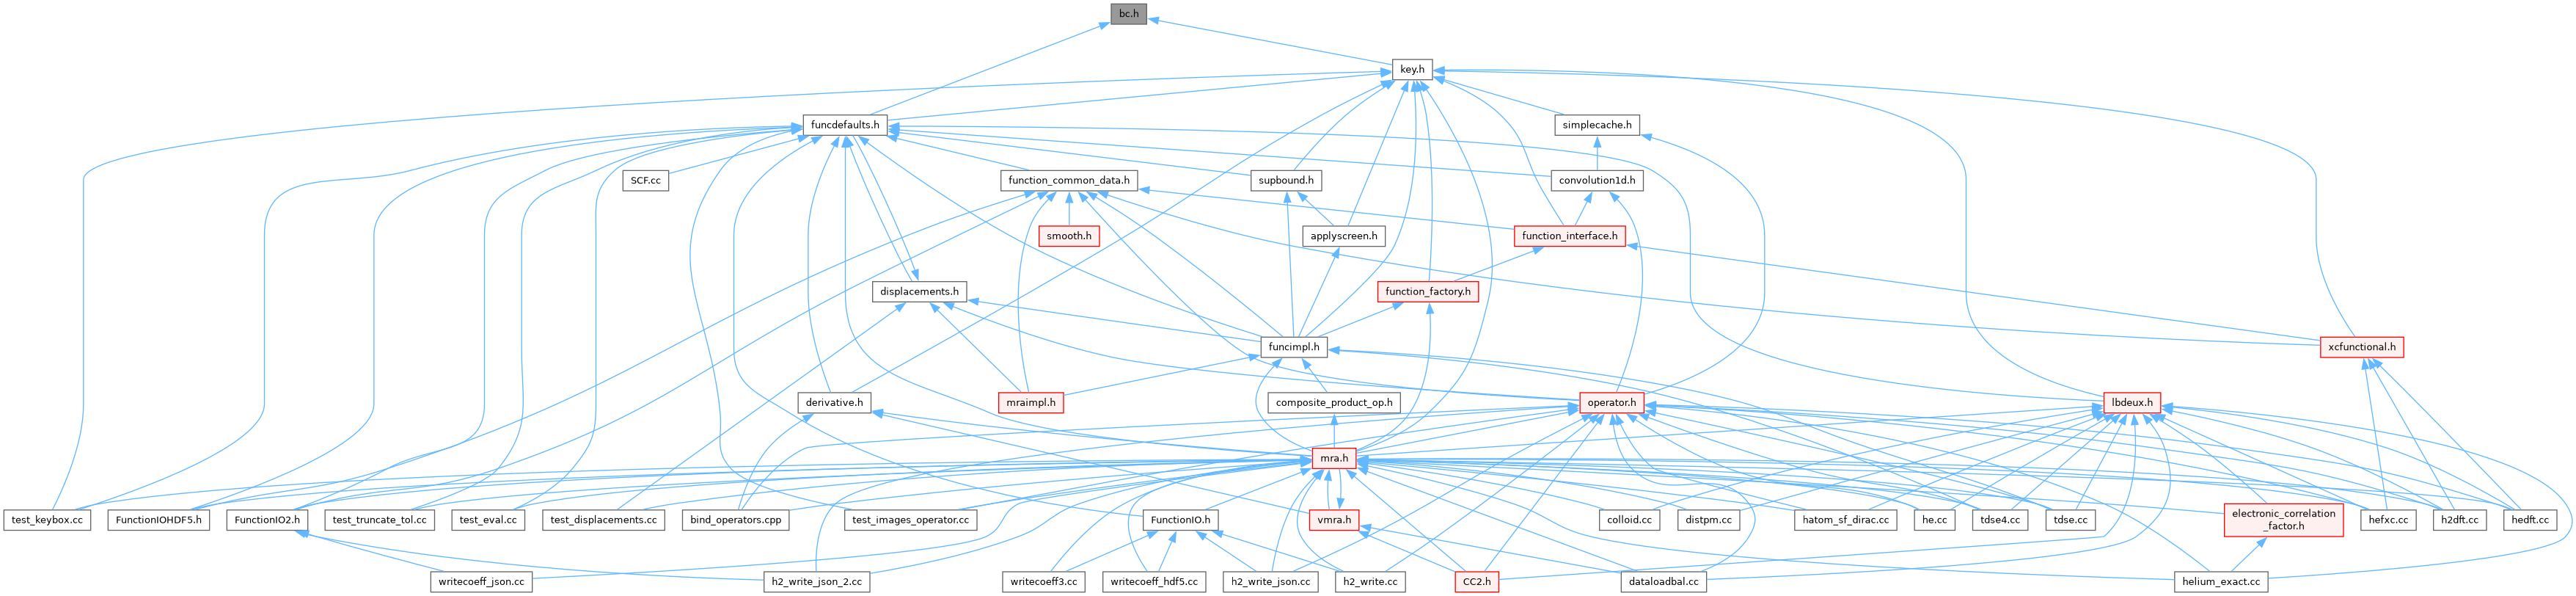 bc.h
key.h
funcdefaults.h
simplecache.h
SCF.cc
function_common_data.h
supbound.h
convolution1d.h
smooth.h
applyscreen.h
function_interface.h
displacements.h
function_factory.h
funcimpl.h
xcfunctional.h
derivative.h
mraimpl.h
composite_product_op.h
operator.h
lbdeux.h
mra.h
test_keybox.cc
FunctionIOHDF5.h
FunctionIO2.h
test_truncate_tol.cc
test_eval.cc
test_displacements.cc
bind_operators.cpp
test_images_operator.cc
FunctionIO.h
vmra.h
colloid.cc
distpm.cc
hatom_sf_dirac.cc
he.cc
tdse4.cc
tdse.cc
electronic_correlation
_factor.h
hefxc.cc
h2dft.cc
hedft.cc
writecoeff_json.cc
h2_write_json_2.cc
writecoeff3.cc
writecoeff_hdf5.cc
h2_write_json.cc
h2_write.cc
CC2.h
dataloadbal.cc
helium_exact.cc